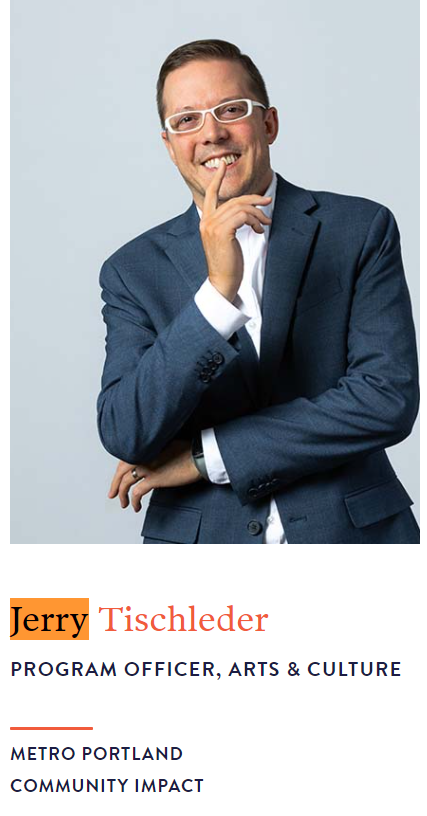 Jerry Tischleder
PROGRAM OFFICER, ARTS & CULTURE
METRO PORTLAND
COMMUNITY IMPACT